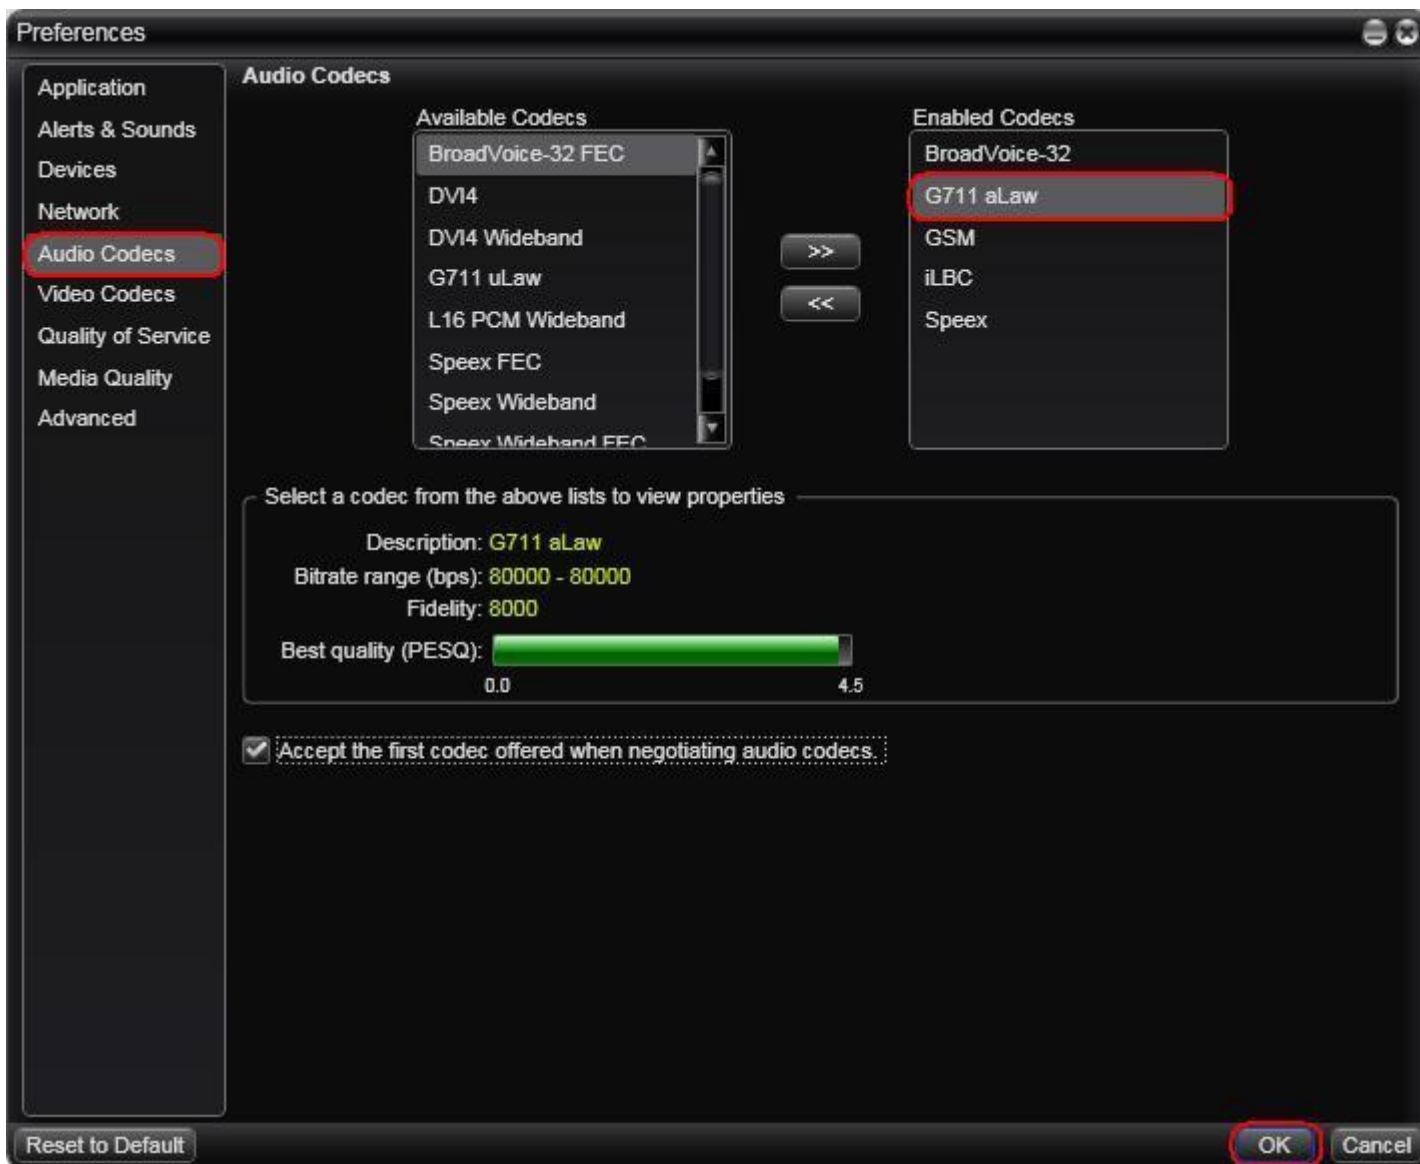 Preferences
Application
Alerts & Sounds
Devices
Network
Audio Codecs
Video Codecs
Quality of Service
Media Quality
Advanced
Audio Codecs
Available Codecs
BroadVoice-32 FEC
DVI4
DVI4 Wideband
G711 uLaw
L16 PCM Wideband
Speex FEC
Speex Wideband
Speex Wideband FEC
>>
<<
Enabled Codecs
BroadVoice-32
G711 aLaw
GSM
iLBC
Speex
Select a codec from the above lists to view properties
Description: G711 aLaw
Bitrate range (bps): 80000 - 80000
Fidelity: 8000
Best quality (PESQ):
0.0 4.5
Accept the first codec offered when negotiating audio codecs.
Reset to Default OK Cancel